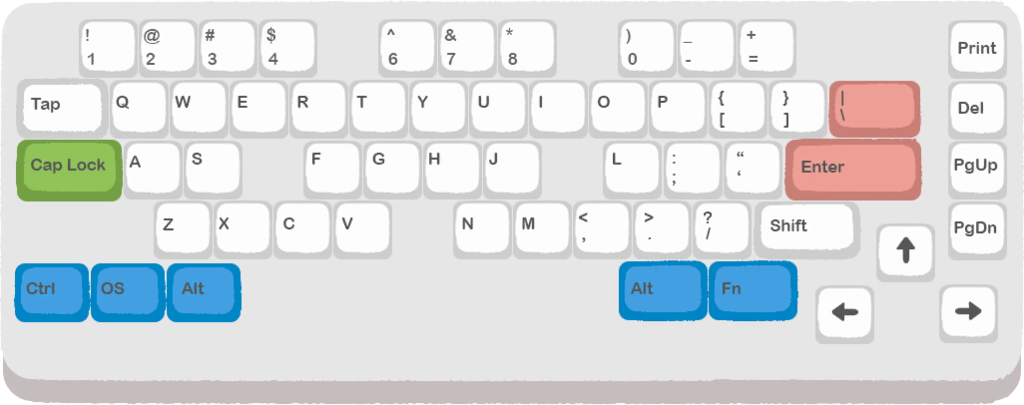 ! @ # $ ^ & * ) _ +
1 2 3 4 6 7 8 0 - = Print
Tap Q W E R T Y U I O P { [ } ] | \ Del
Cap Lock A S F G H J L : ; “ ‘ Enter PgUp
Z X C V N M < , > . ? / Shift PgDn
Ctrl OS Alt Alt Fn